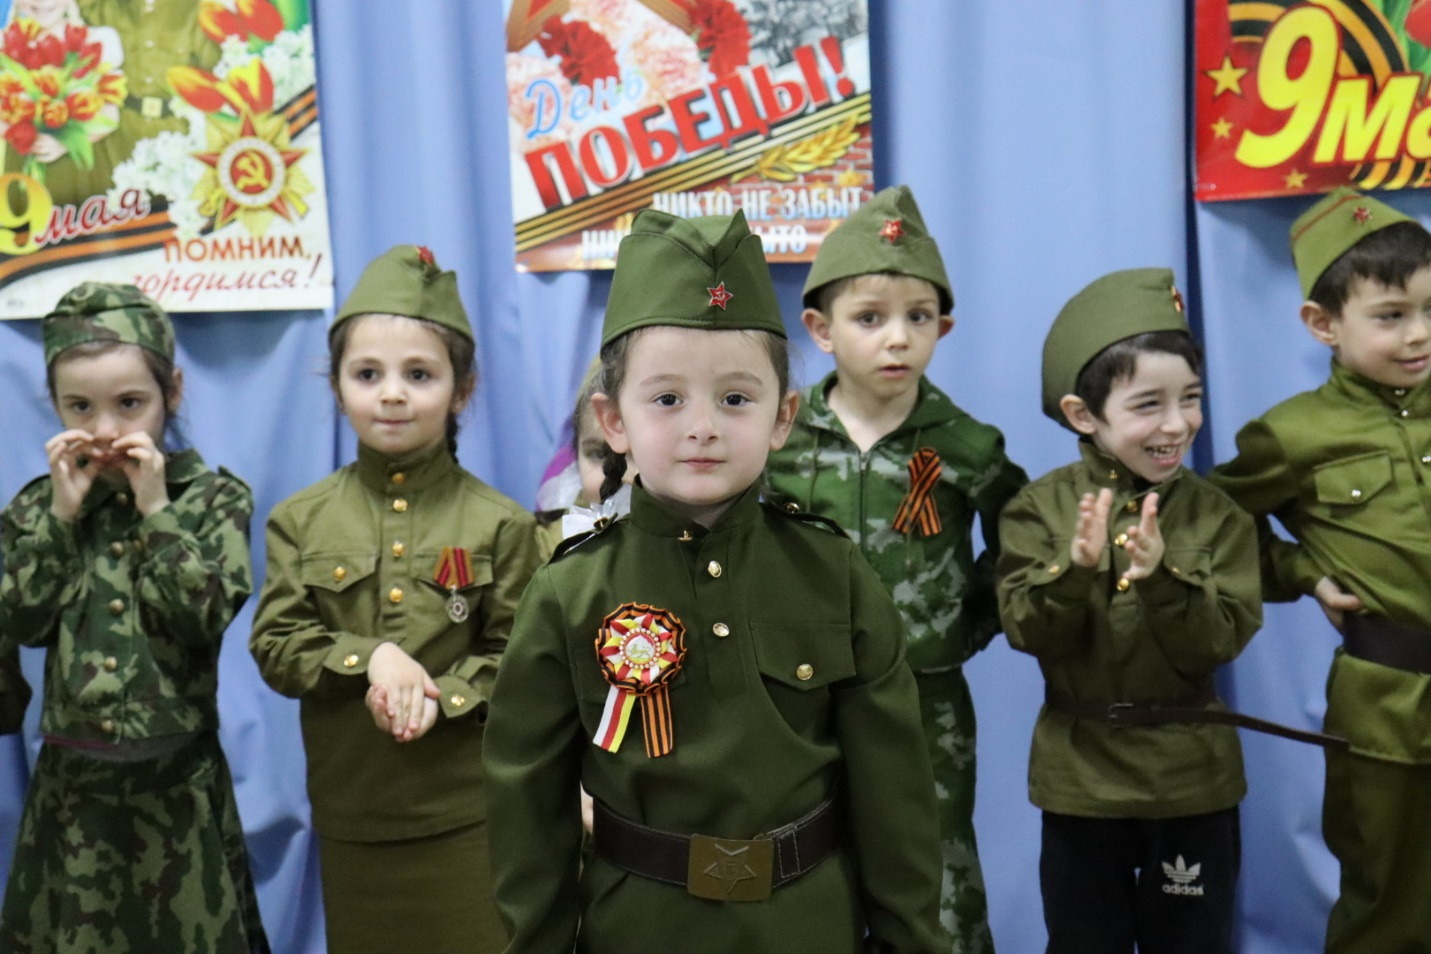 9 мая
ПОМНИМ,
гордимся!
День
ПОБЕДЫ!
НИКТО НЕ ЗАБЫТ
9 Ма
adidas